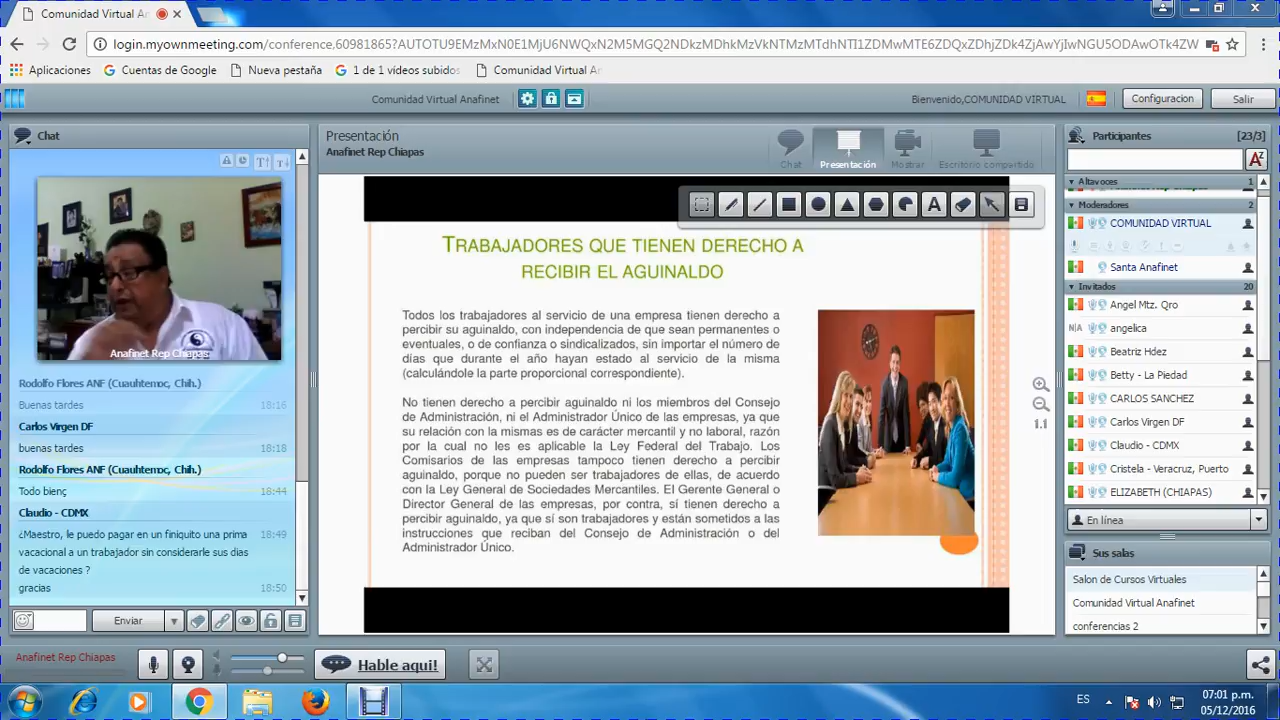 Comunidad Virtual An
login.myownmeeting.com/conference,60981865?AUTOTU9EMzMxN0E1MjU6NWQxN2M5MGQ2NDkzMDhkMzVkNTMzMTdhNTI1ZDMwMTE6ZDQxZDhjZDk4ZjAwYjIwNGU5ODAwOTk4ZW
Aplicaciones
Cuentas de Google
Nueva pestaña
1 de 1 vídeos subidos
Comunidad Virtual An
Comunidad Virtual Anafinet
Bienvenido,COMUNIDAD VIRTUAL
Configuracion
Salir
Chat
Anafinet Rep Chiapas
Rodolfo Flores ANF (Cuauhtemoc, Chih.)
Buenas tardes 18:16
Carlos Virgen DF
buenas tardes 18:18
Rodolfo Flores ANF (Cuauhtemoc, Chih.)
Todo bienç 18:44
Claudio - CDMX
¿Maestro, le puedo pagar en un finiquito una prima 18:49
vacacional a un trabajador sin considerarle sus dias
de vacaciones ?
gracias 18:50
Enviar
Presentación
Anafinet Rep Chiapas
Chat
Presentación
Mostrar
Escritorio compartido
A
TRABAJADORES QUE TIENEN DERECHO A
RECIBIR EL AGUINALDO
Todos los trabajadores al servicio de una empresa tienen derecho a
percibir su aguinaldo, con independencia de que sean permanentes o
eventuales, o de confianza o sindicalizados, sin importar el número de
días que durante el año hayan estado al servicio de la misma
(calculándole la parte proporcional correspondiente).
No tienen derecho a percibir aguinaldo ni los miembros del Consejo
de Administración, ni el Administrador Único de las empresas, ya que
su relación con la mismas es de carácter mercantil y no laboral, razón
por la cual no les es aplicable la Ley Federal del Trabajo. Los
Comisarios de las empresas tampoco tienen derecho a percibir
aguinaldo, porque no pueden ser trabajadores de ellas, de acuerdo
con la Ley General de Sociedades Mercantiles. El Gerente General o
Director General de las empresas, por contra, sí tienen derecho a
percibir aguinaldo, ya que sí son trabajadores y están sometidos a las
instrucciones que reciban del Consejo de Administración o del
Administrador Único.
1.1
Participantes [23/3]
Altavoces 1
Anafinet Rep Chiapas
Moderadores 2
COMUNIDAD VIRTUAL
Santa Anafinet
Invitados 20
Angel Mtz. Qro
N/A angelica
Beatriz Hdez
Betty - La Piedad
CARLOS SANCHEZ
Carlos Virgen DF
Claudio - CDMX
Cristela - Veracruz, Puerto
ELIZABETH (CHIAPAS)
En línea
Sus salas
Salon de Cursos Virtuales
Comunidad Virtual Anafinet
conferencias 2
Anafinet Rep Chiapas
Hable aqui!
ES
07:01 p.m.
05/12/2016